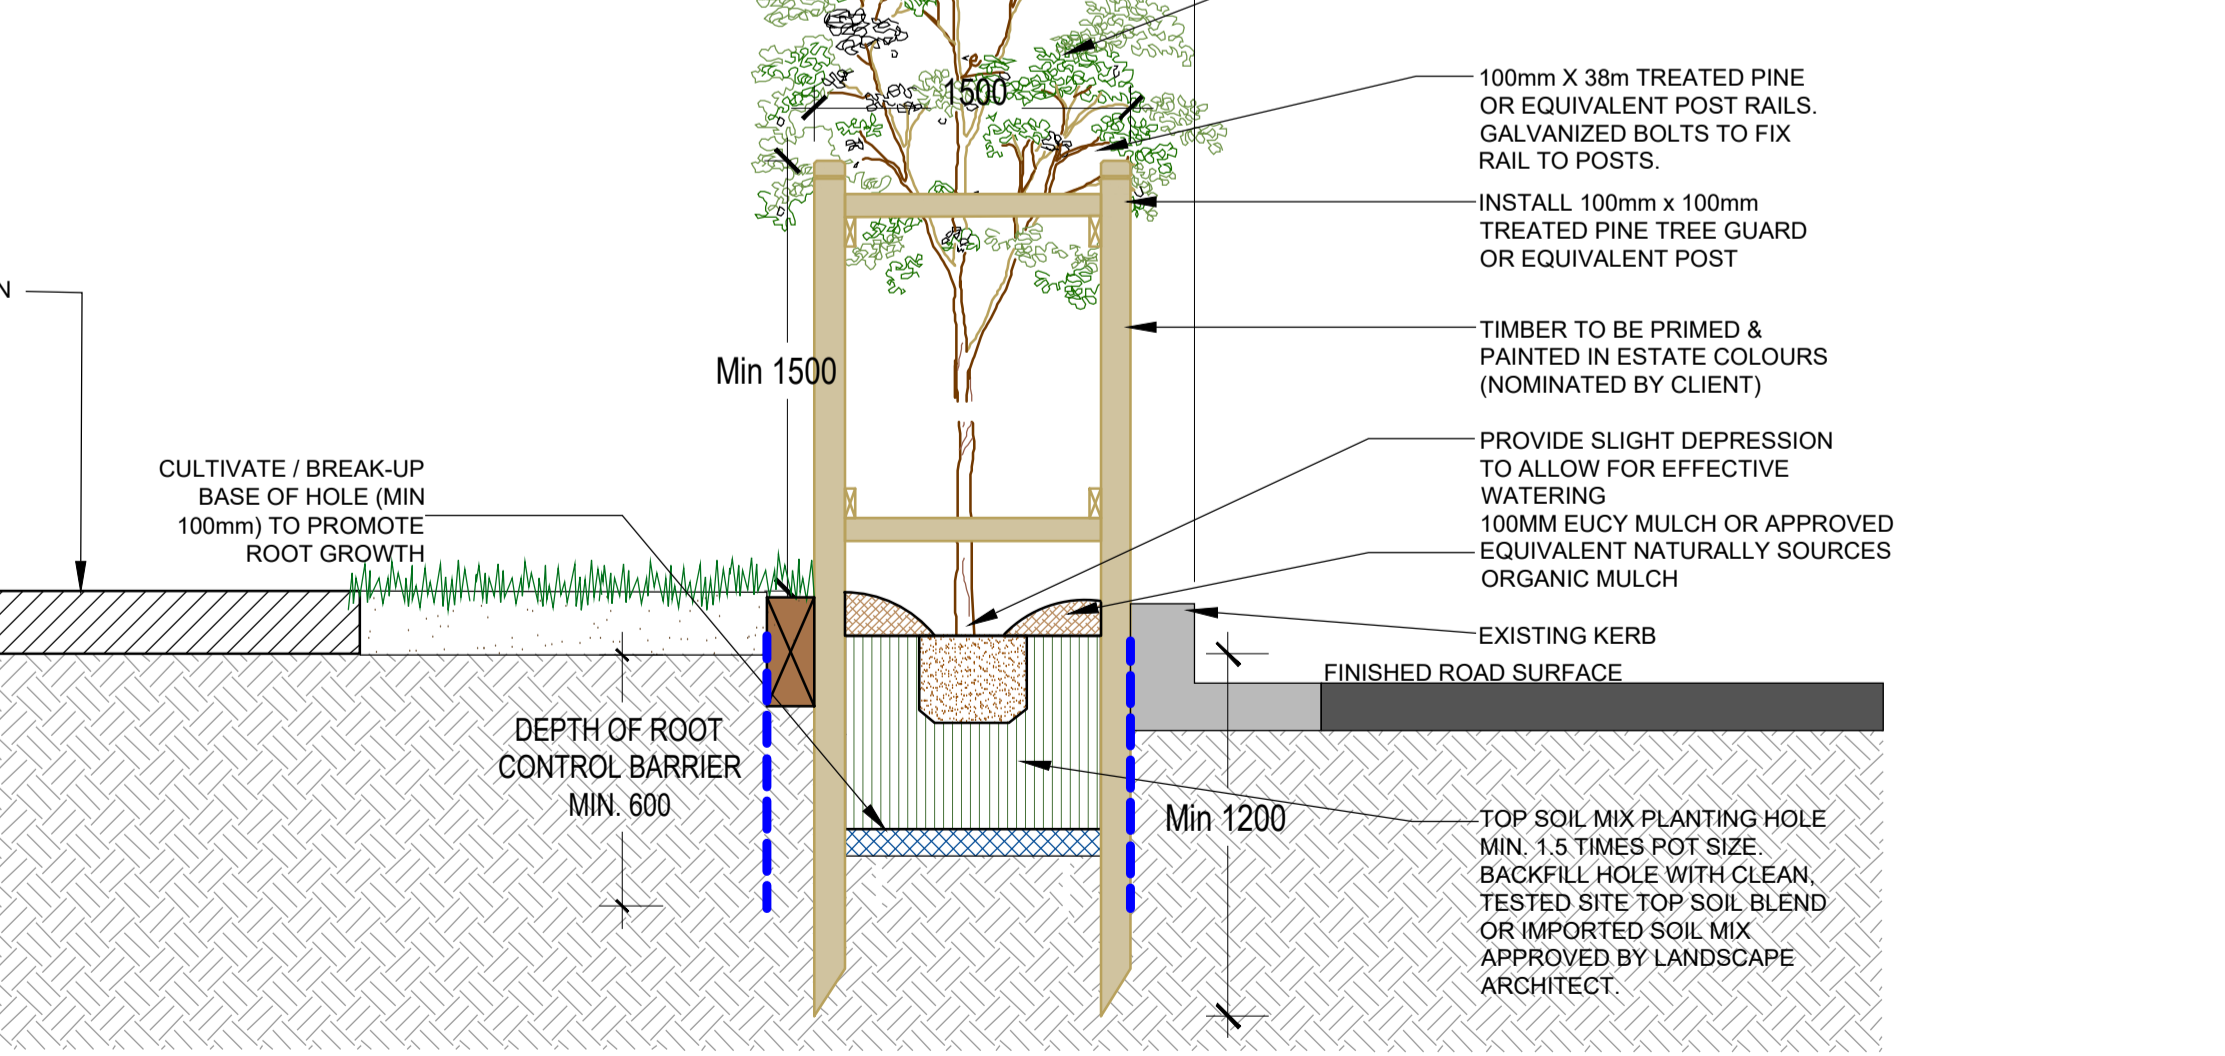 1500
100mm X 38m TREATED PINE
OR EQUIVALENT POST RAILS.
GALVANIZED BOLTS TO FIX
RAIL TO POSTS.
INSTALL 100mm x 100mm
TREATED PINE TREE GUARD
OR EQUIVALENT POST
N
TIMBER TO BE PRIMED &
PAINTED IN ESTATE COLOURS
(NOMINATED BY CLIENT)
Min 1500
CULTIVATE / BREAK-UP
BASE OF HOLE (MIN
100mm) TO PROMOTE
ROOT GROWTH
PROVIDE SLIGHT DEPRESSION
TO ALLOW FOR EFFECTIVE
WATERING
100MM EUCY MULCH OR APPROVED
EQUIVALENT NATURALLY SOURCES
ORGANIC MULCH
EXISTING KERB
FINISHED ROAD SURFACE
DEPTH OF ROOT
CONTROL BARRIER
MIN. 600
Min 1200
TOP SOIL MIX PLANTING HOLE
MIN. 1.5 TIMES POT SIZE.
BACKFILL HOLE WITH CLEAN,
TESTED SITE TOP SOIL BLEND
OR IMPORTED SOIL MIX
APPROVED BY LANDSCAPE
ARCHITECT.